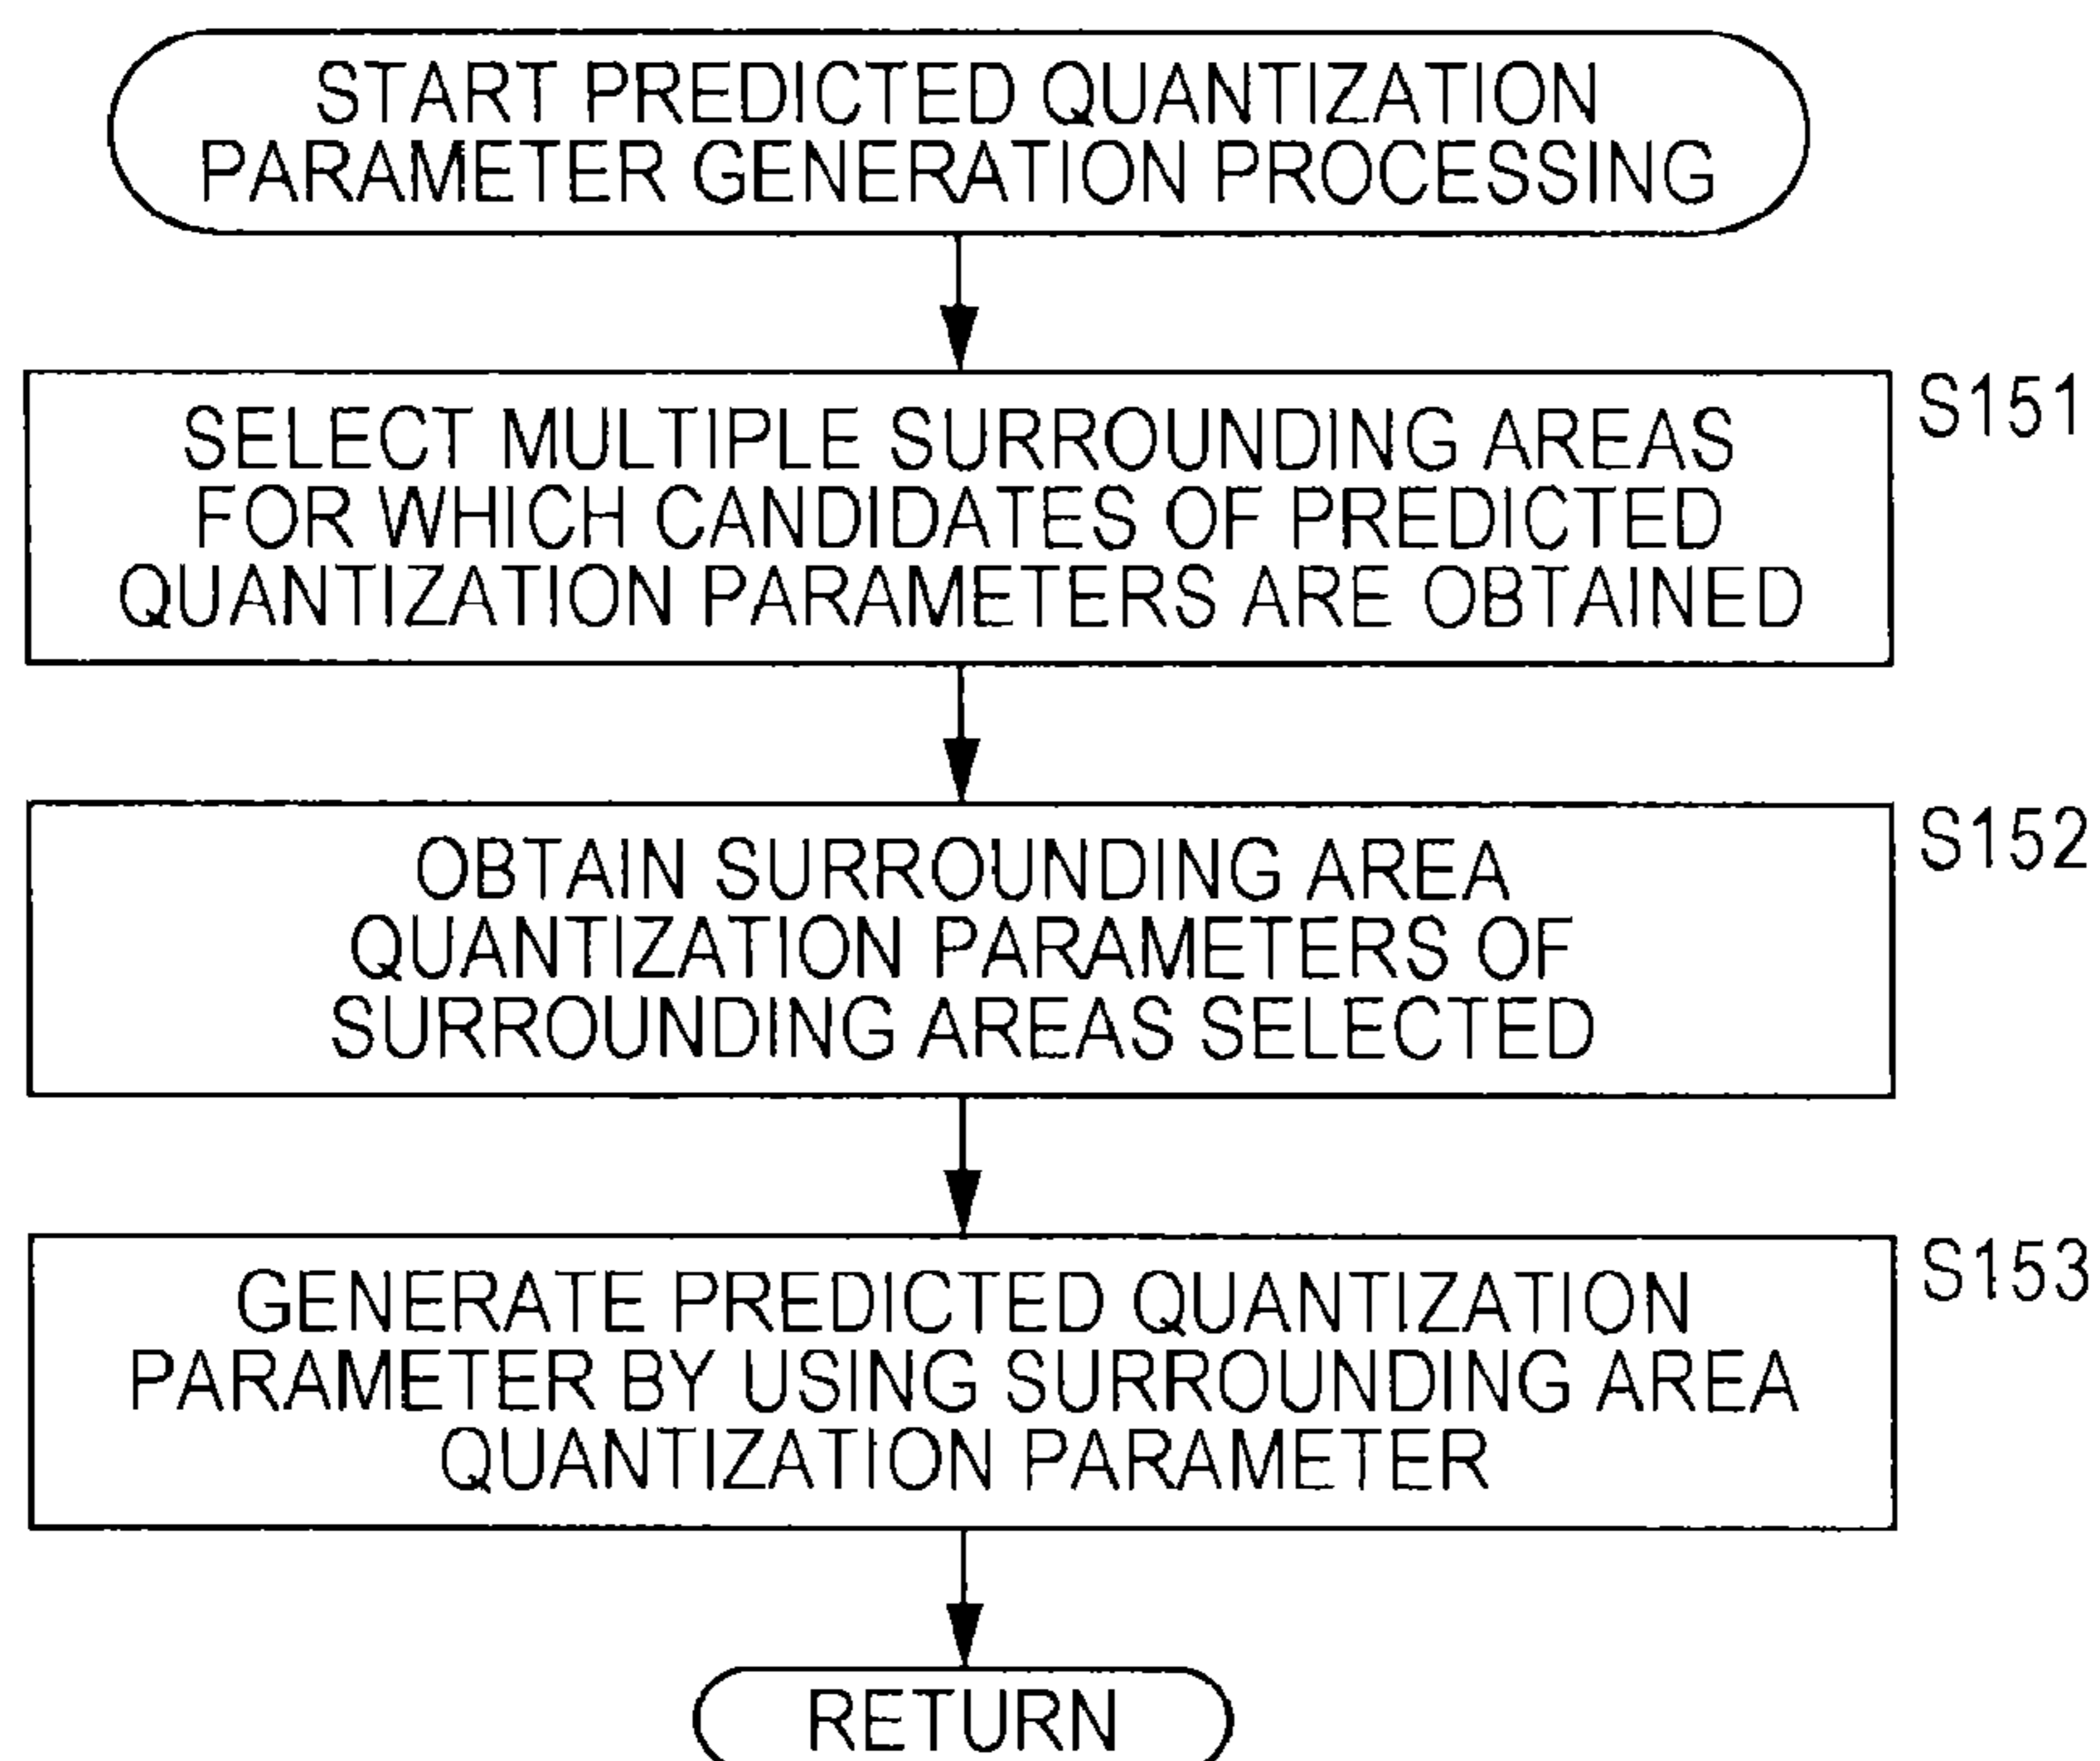 START PREDICTED QUANTIZATION
PARAMETER GENERATION PROCESSING
S151
SELECT MULTIPLE SURROUNDING AREAS
FOR WHICH CANDIDATES OF PREDICTED
QUANTIZATION PARAMETERS ARE OBTAINED
S152
OBTAIN SURROUNDING AREA
QUANTIZATION PARAMETERS OF
SURROUNDING AREAS SELECTED
S153
GENERATE PREDICTED QUANTIZATION
PARAMETER BY USING SURROUNDING AREA
QUANTIZATION PARAMETER
RETURN